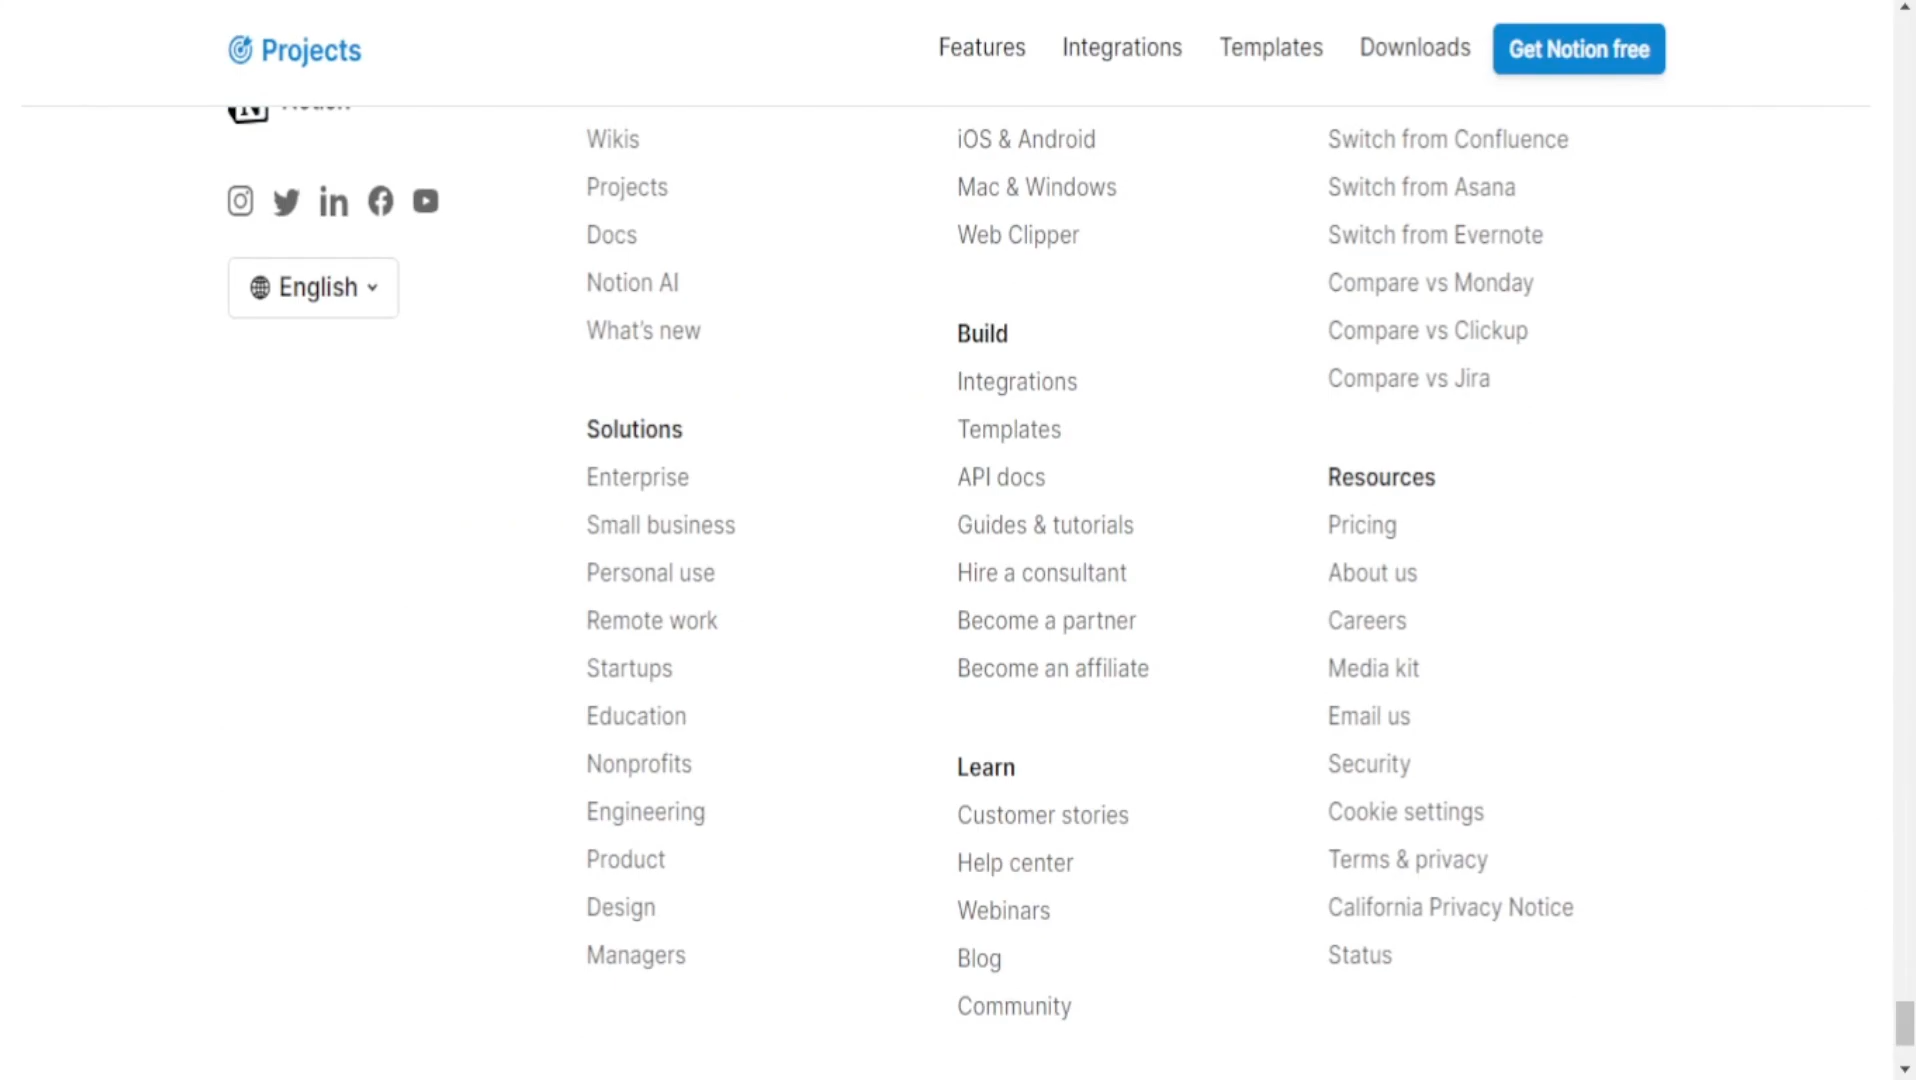 Projects
Features
Integrations
Templates
Downloads
Get Notion free
English
Wikis
Projects
Docs
Notion AI
What's new
Solutions
Enterprise
Small business
Personal use
Remote work
Startups
Education
Nonprofits
Engineering
Product
Design
Managers
iOS & Android
Mac & Windows
Web Clipper
Build
Integrations
Templates
API docs
Guides & tutorials
Hire a consultant
Become a partner
Become an affiliate
Learn
Customer stories
Help center
Webinars
Blog
Community
Switch from Confluence
Switch from Asana
Switch from Evernote
Compare vs Monday
Compare vs Clickup
Compare vs Jira
Resources
Pricing
About us
Careers
Media kit
Email us
Security
Cookie settings
Terms & privacy
California Privacy Notice
Status